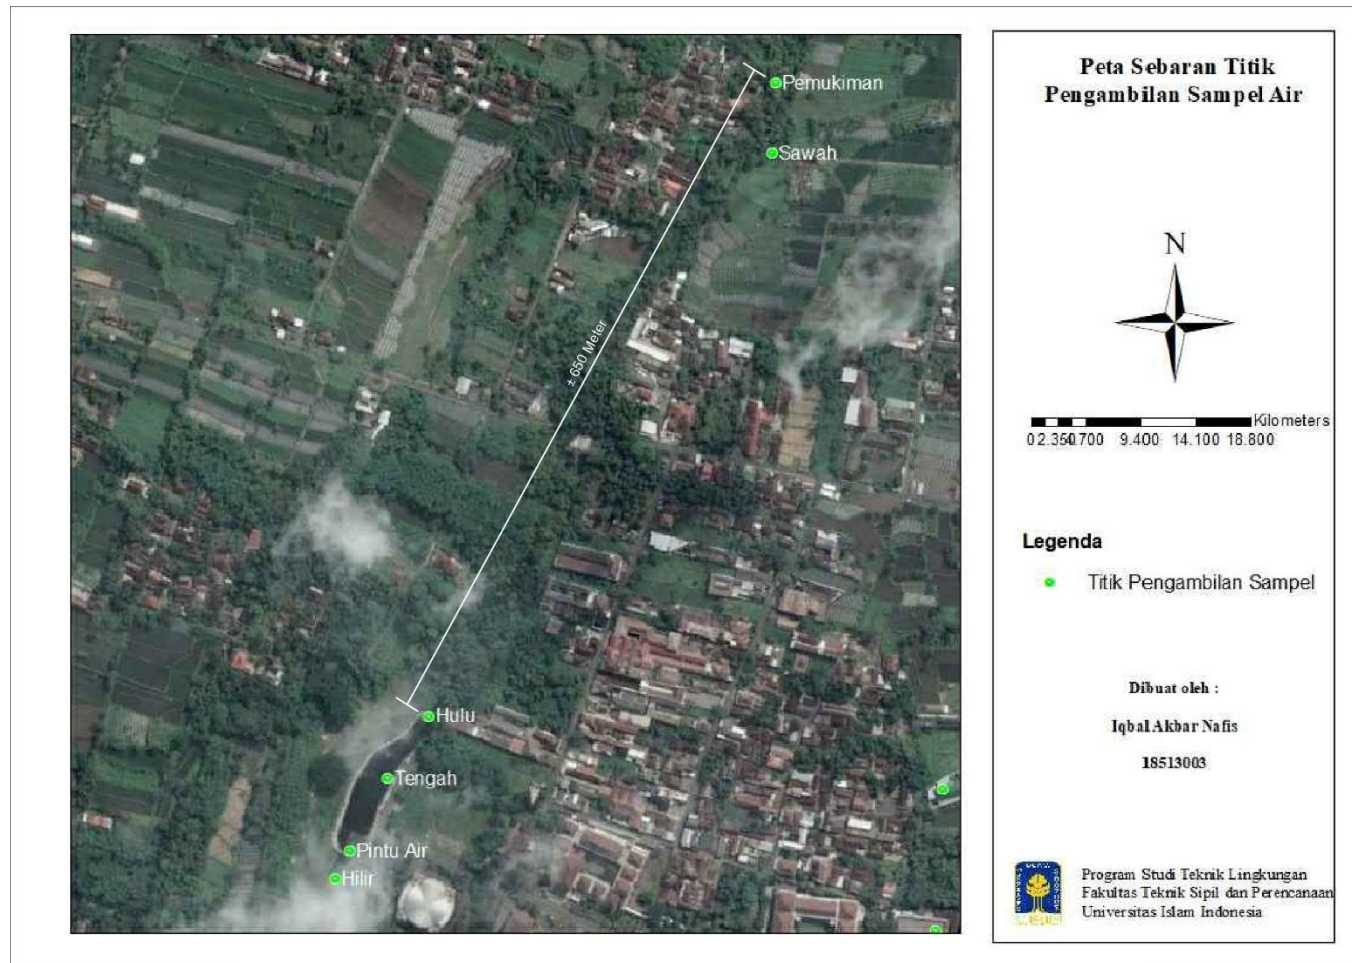 Pemukiman
Sawah
± 650 Meter
Hulu
Tengah
Pintu Air
Hilir
Peta Sebaran Titik
Pengambilan Sampel Air
N
Kilometers
0 2.350 4.700 9.400 14.100 18.800
Legenda
Titik Pengambilan Sampel
Dibuat oleh :
Iqbal Akbar Nafis
18513003
Program Studi Teknik Lingkungan
Fakultas Teknik Sipil dan Perencanaan
Universitas Islam Indonesia